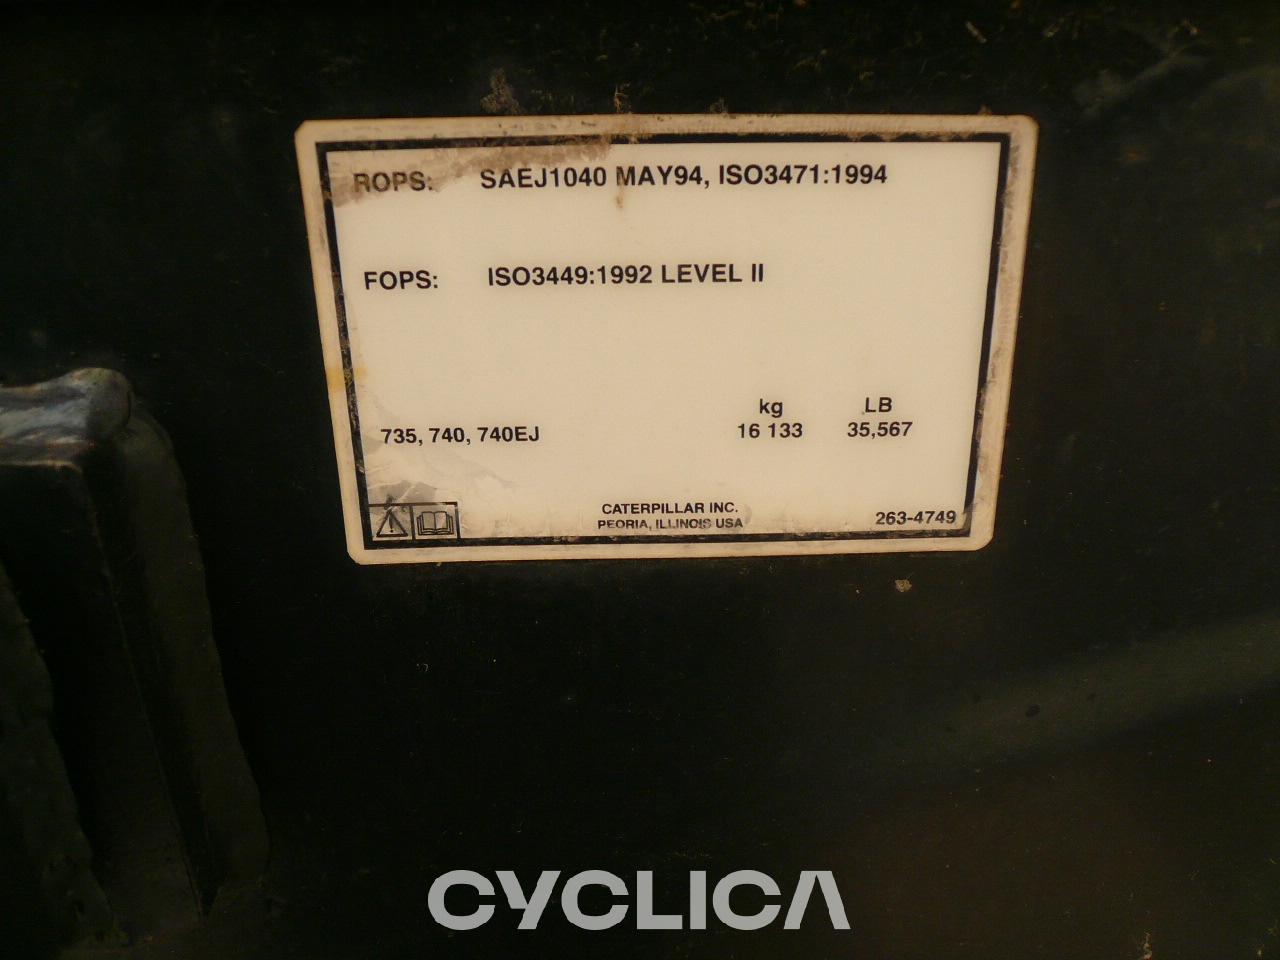 ROPS: SAEJ1040 MAY94, ISO3471:1994
FOPS: ISO3449:1992 LEVEL II
kg LB
735, 740, 740EJ 16 133 35,567
CATERPILLAR INC.
PEORIA, ILLINOIS USA
263-4749
CYCLICA